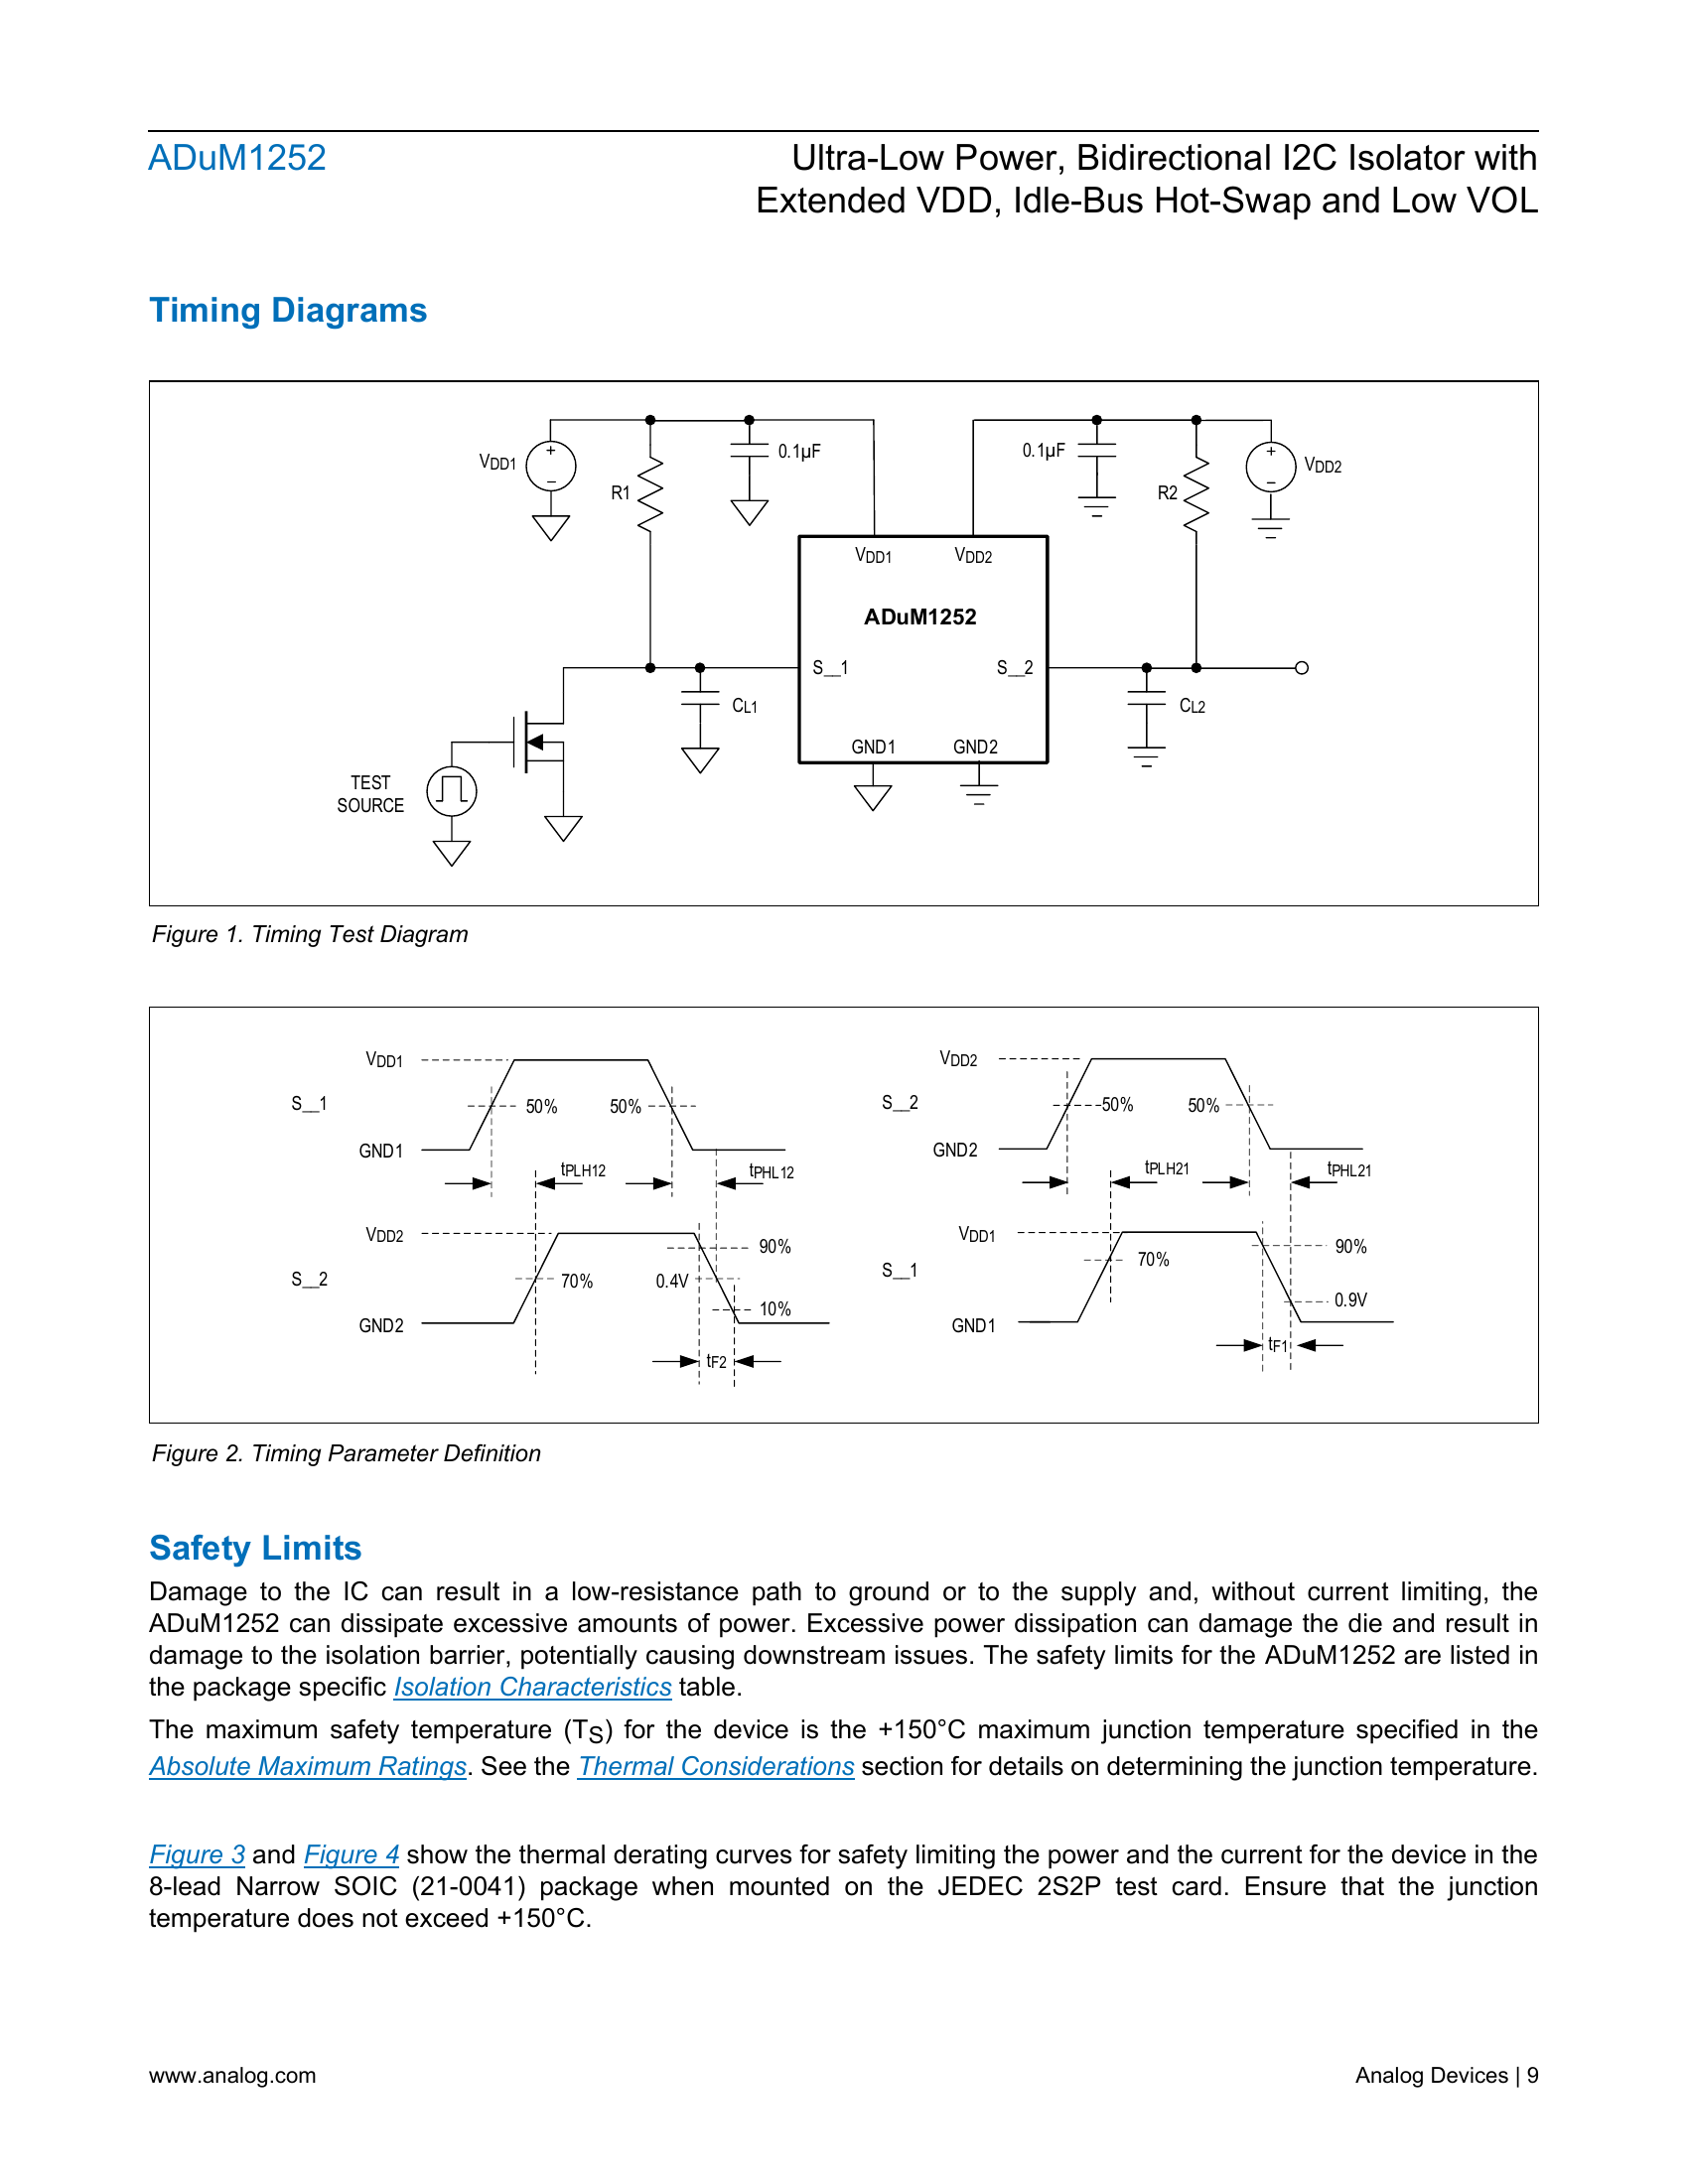 ADuM1252
Ultra-Low Power, Bidirectional I2C Isolator with
Extended VDD, Idle-Bus Hot-Swap and Low VOL
Timing Diagrams
VDD1
+
−
R1
0.1µF
0.1µF
R2
+
−
VDD2
VDD1
VDD2
ADuM1252
S__1
S__2
CL1
CL2
GND1
GND2
TEST
SOURCE
Figure 1. Timing Test Diagram
VDD1
S__1
50%
50%
GND1
tPLH12
tPHL12
VDD2
90%
S__2
70%
0.4V
10%
GND2
tF2
VDD2
S__2
50%
50%
GND2
tPLH21
tPHL21
VDD1
90%
S__1
70%
0.9V
GND1
tF1
Figure 2. Timing Parameter Definition
Safety Limits
Damage to the IC can result in a low-resistance path to ground or to the supply and, without current limiting, the
ADuM1252 can dissipate excessive amounts of power. Excessive power dissipation can damage the die and result in
damage to the isolation barrier, potentially causing downstream issues. The safety limits for the ADuM1252 are listed in
the package specific Isolation Characteristics table.
The maximum safety temperature (TS) for the device is the +150°C maximum junction temperature specified in the
Absolute Maximum Ratings. See the Thermal Considerations section for details on determining the junction temperature.
Figure 3 and Figure 4 show the thermal derating curves for safety limiting the power and the current for the device in the
8-lead Narrow SOIC (21-0041) package when mounted on the JEDEC 2S2P test card. Ensure that the junction
temperature does not exceed +150°C.
www.analog.com
Analog Devices | 9